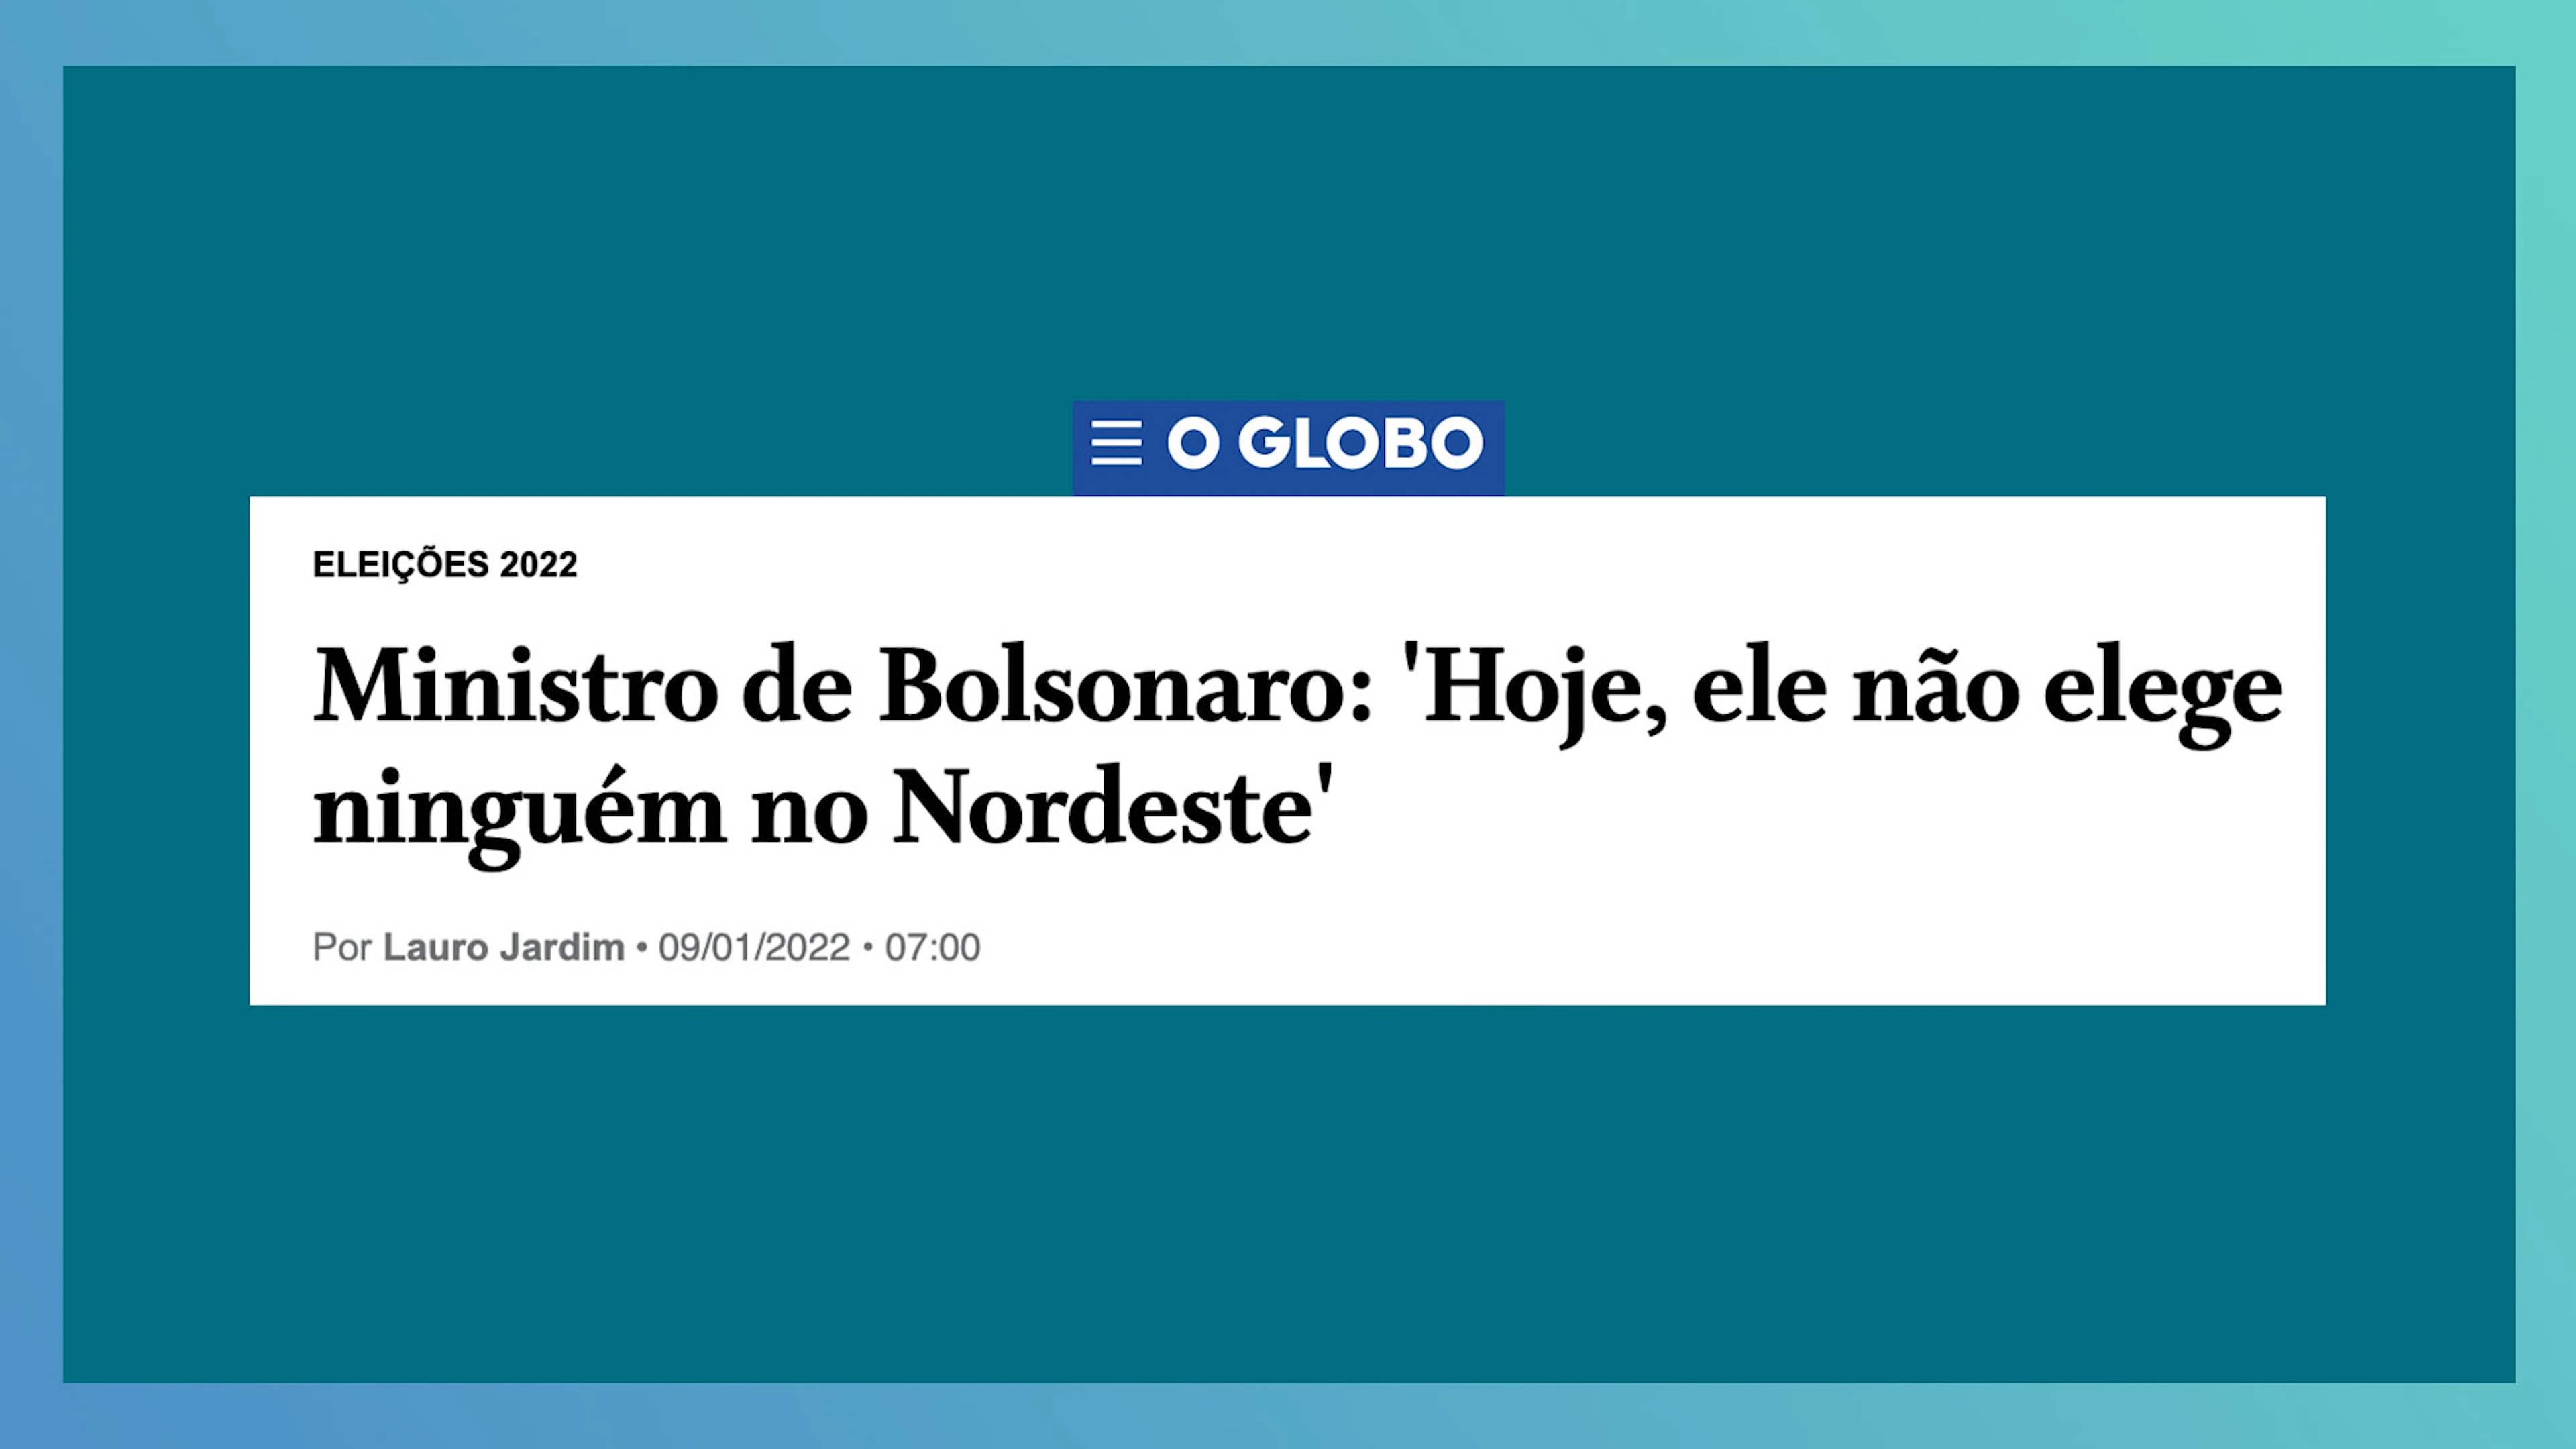 O GLOBO
ELEIÇÕES 2022
Ministro de Bolsonaro: 'Hoje, ele não elege
ninguém no Nordeste'
Por Lauro Jardim • 09/01/2022 • 07:00